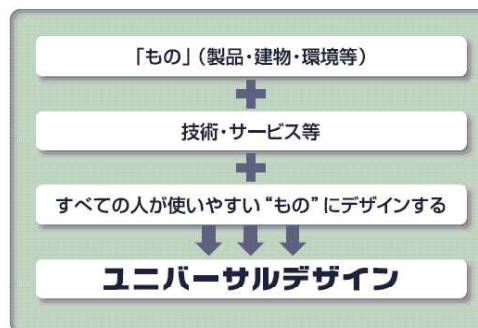 「もの」（製品・建物・環境等）
技術・サービス等
すべての人が使いやすい“もの”にデザインする
ユニバーサルデザイン